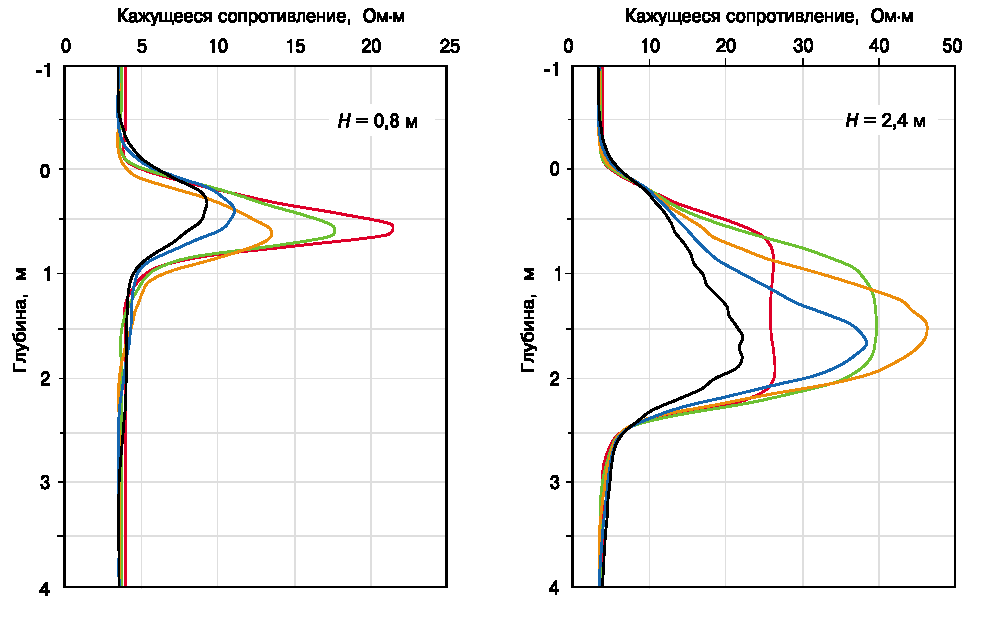 Кажущееся сопротивление, Ом·м
0 5 10 15 20 25
-1
0
1
2
3
4
Глубина, м
H = 0,8 м
Кажущееся сопротивление, Ом·м
0 10 20 30 40 50
-1
0
1
2
3
4
Глубина, м
H = 2,4 м